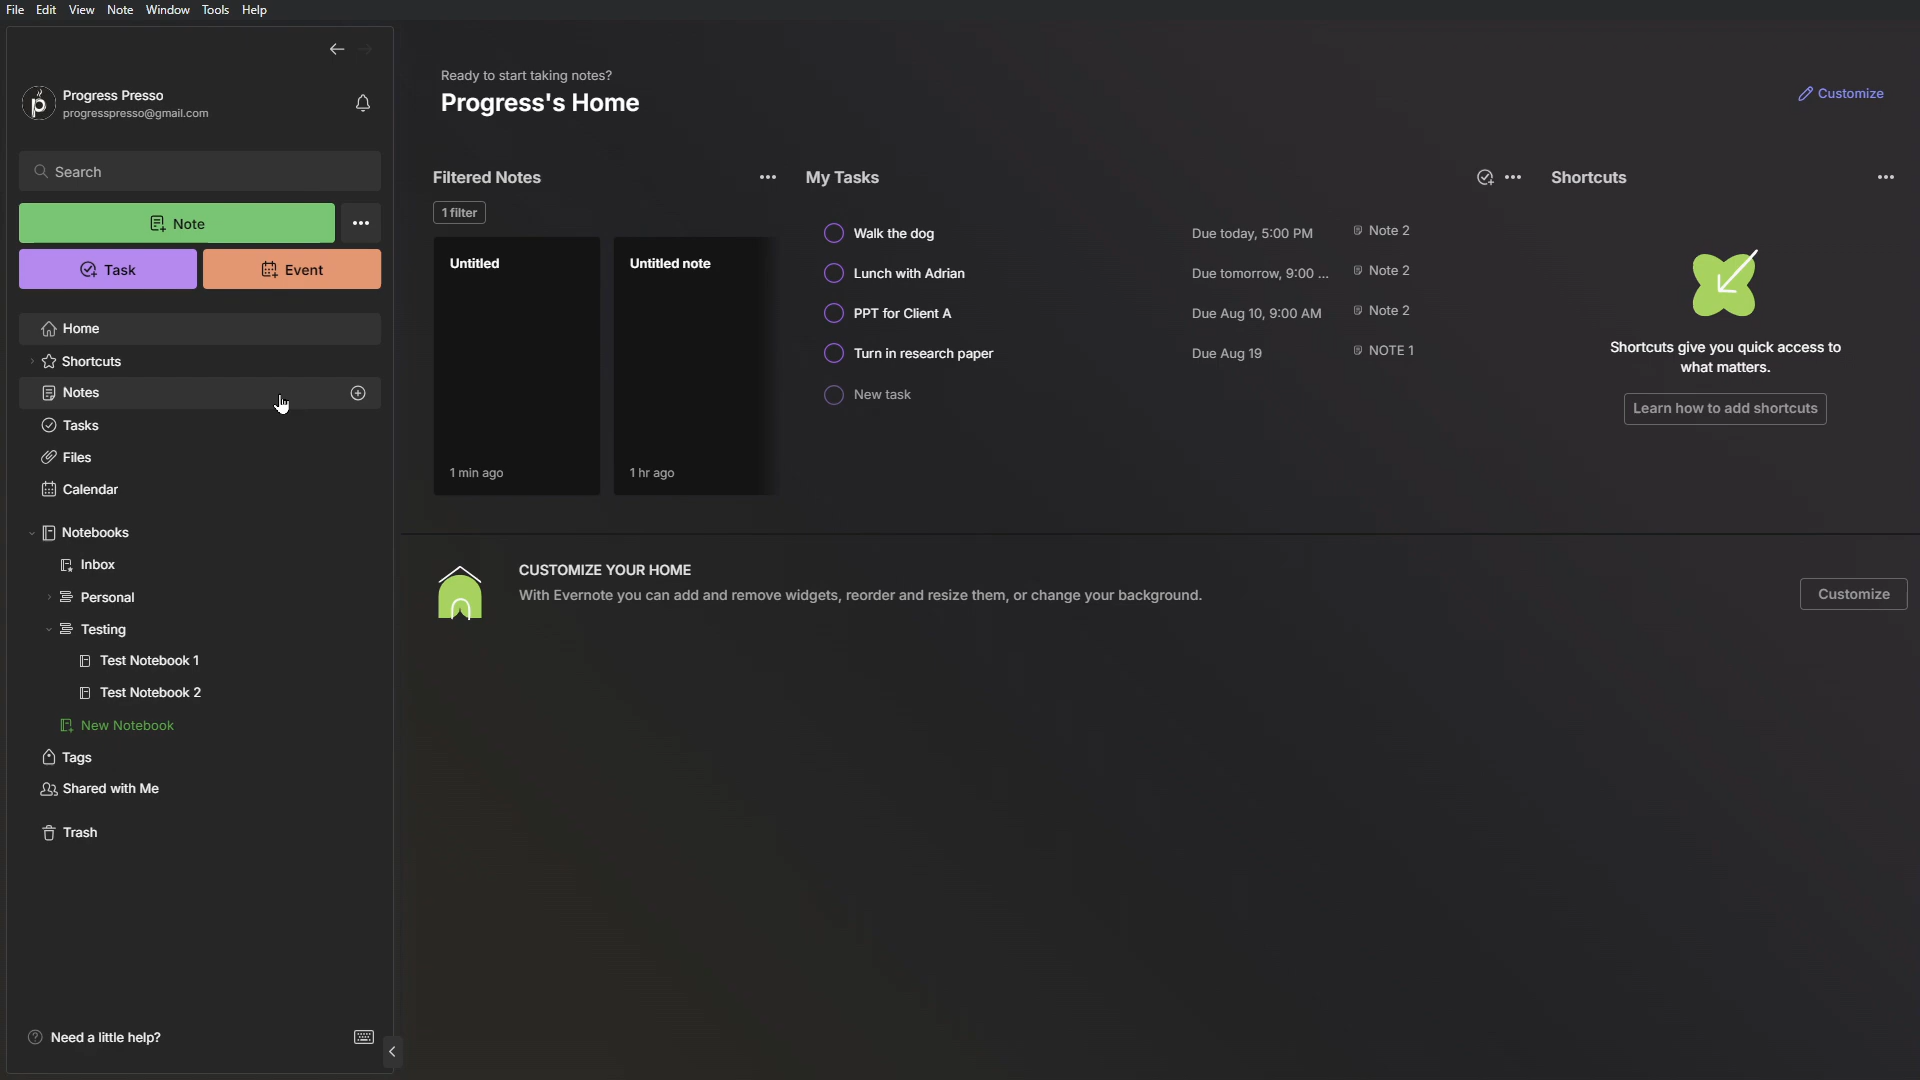 File Edit View Note Window Tools Help
Progress Presso
progresspresso@gmail.com
Search
Note
Task
Event
Home
Shortcuts
Notes
Tasks
Files
Calendar
Notebooks
Inbox
Personal
Testing
Test Notebook 1
Test Notebook 2
New Notebook
Tags
Shared with Me
Trash
Need a little help?
Ready to start taking notes?
Progress's Home
Customize
Filtered Notes
1 filter
Untitled
1 min ago
Untitled note
1 hr ago
My Tasks
Walk the dog Due today, 5:00 PM Note 2
Lunch with Adrian Due tomorrow, 9:00 ... Note 2
PPT for Client A Due Aug 10, 9:00 AM Note 2
Turn in research paper Due Aug 19 NOTE 1
New task
Shortcuts
Shortcuts give you quick access to
what matters.
Learn how to add shortcuts
CUSTOMIZE YOUR HOME
With Evernote you can add and remove widgets, reorder and resize them, or change your background.
Customize